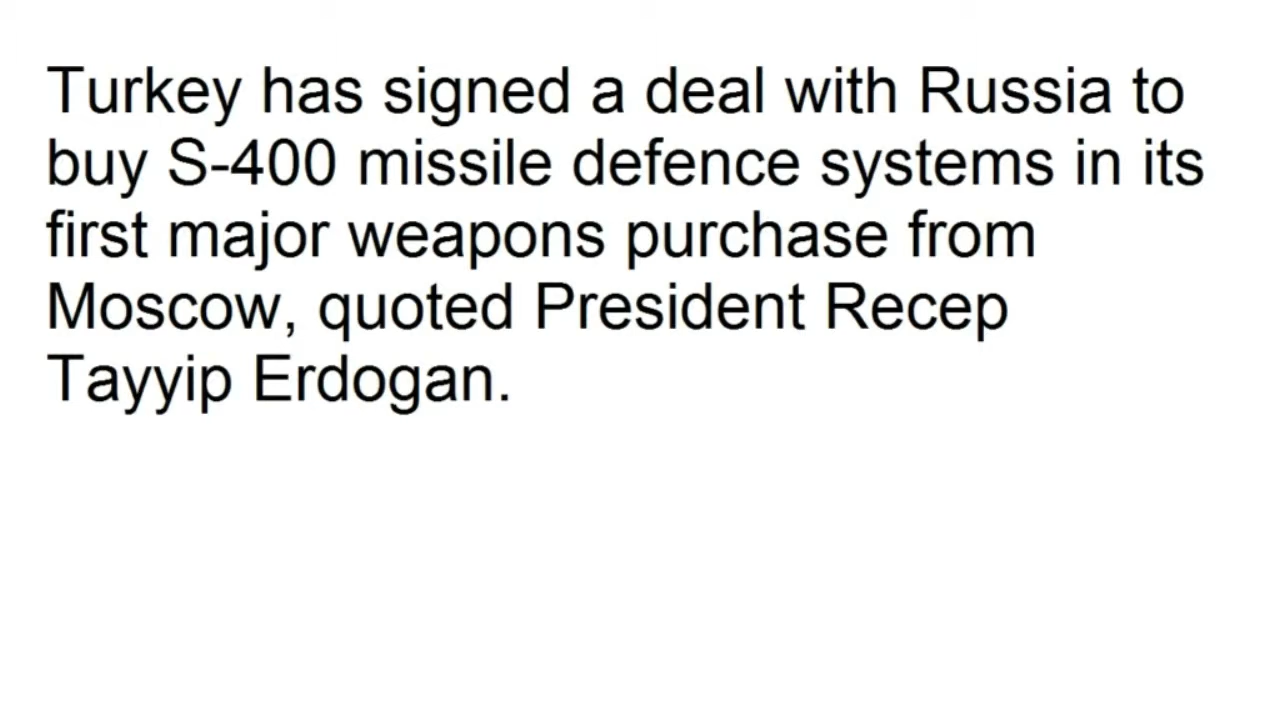 Turkey has signed a deal with Russia to
buy S-400 missile defence systems in its
first major weapons purchase from
Moscow, quoted President Recep
Tayyip Erdogan.